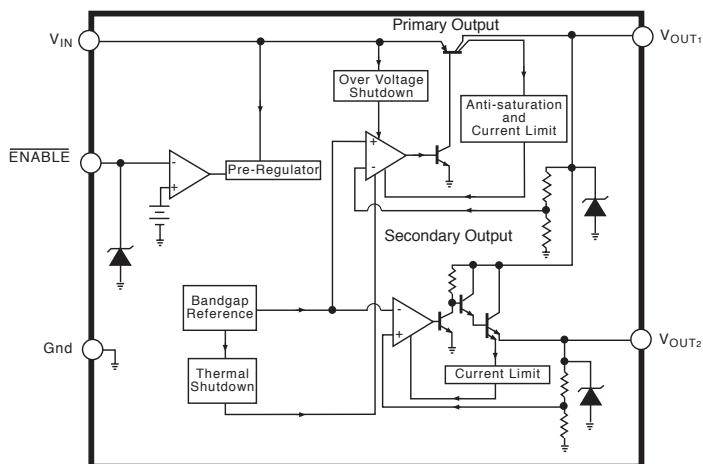 Primary Output
VIN
VOUT1
Over Voltage
Shutdown
Anti-saturation
and
Current Limit
+
-
ENABLE
-
+
Pre-Regulator
Secondary Output
Bandgap
Reference
-
+
Gnd
Thermal
Shutdown
Current Limit
VOUT2